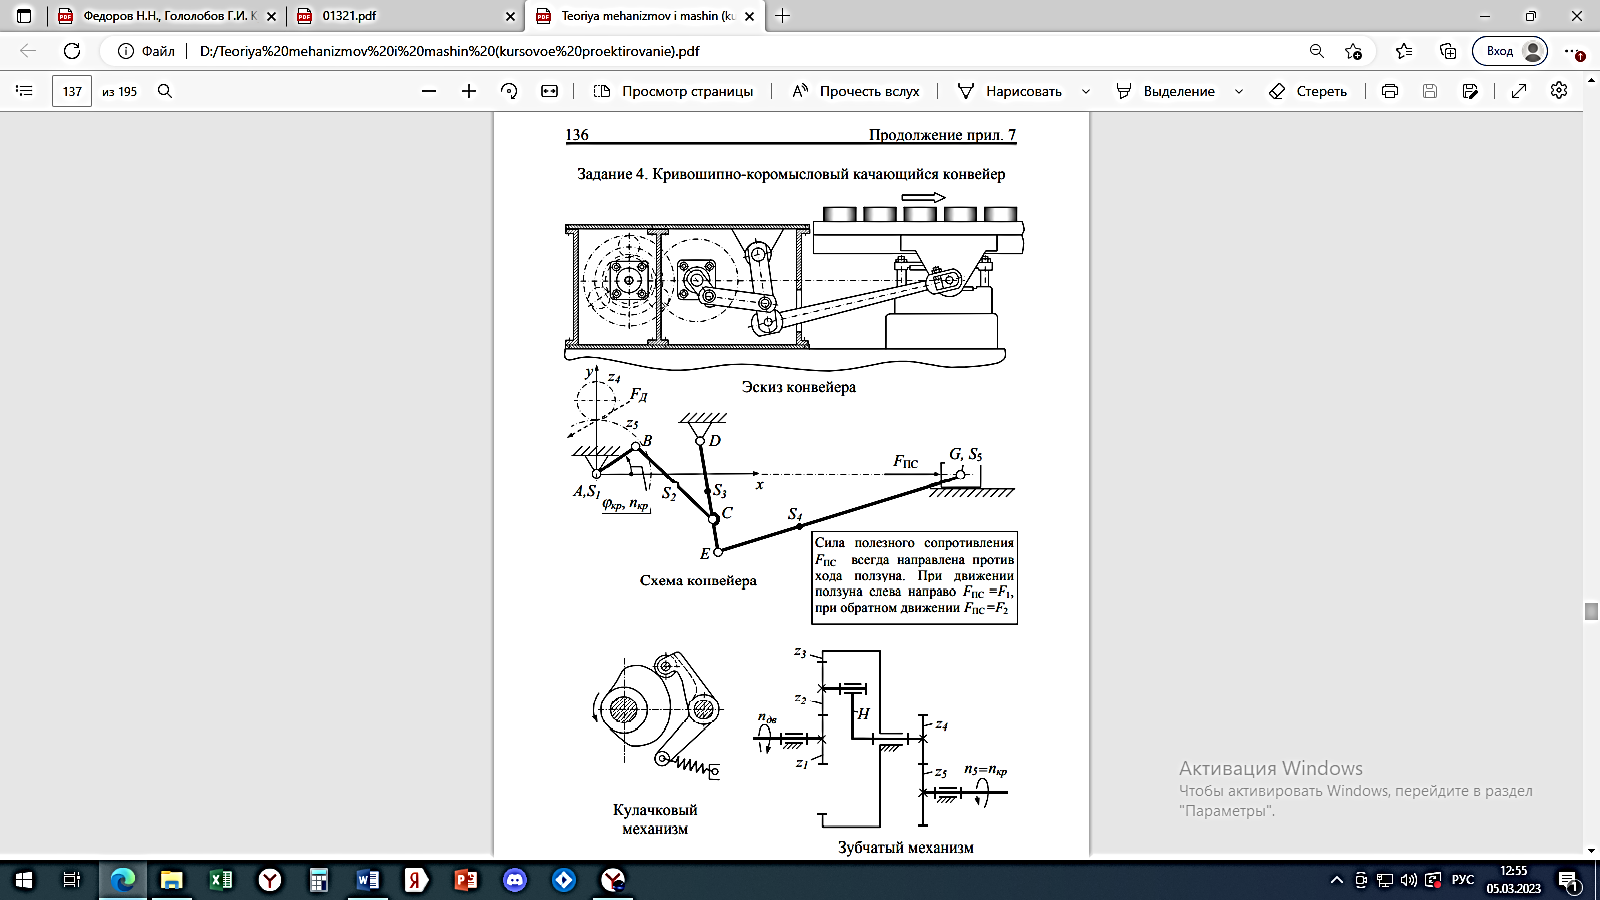 Федоров Н.Н., Гололобов Г.И. К
01321.pdf
Teoriya mehanizmov i mashin (ku
Файл
D:/Teoriya%20mehanizmov%20i%20mashin%20(kursovoe%20proektirovanie).pdf
Вход
137
из 195
Просмотр страницы
Прочесть вслух
Нарисовать
Выделение
Стереть
136
Продолжение прил. 7
Задание 4. Кривошипно-коромысловый качающийся конвейер
Эскиз конвейера
y
z4
FД
z5
B
D
A,S1
φкр, nкр
S2
S3
C
x
FПС
G, S5
S4
E
Схема конвейера
Сила полезного сопротивления
FПС всегда направлена против
хода ползуна. При движении
ползуна слева направо FПС =F1,
при обратном движении FПС=F2
Кулачковый
механизм
z3
z2
H
nдв
z1
z4
z5
n5=nкр
Зубчатый механизм
Активация Windows
Чтобы активировать Windows, перейдите в раздел
"Параметры".
РУС
12:55
05.03.2023
1